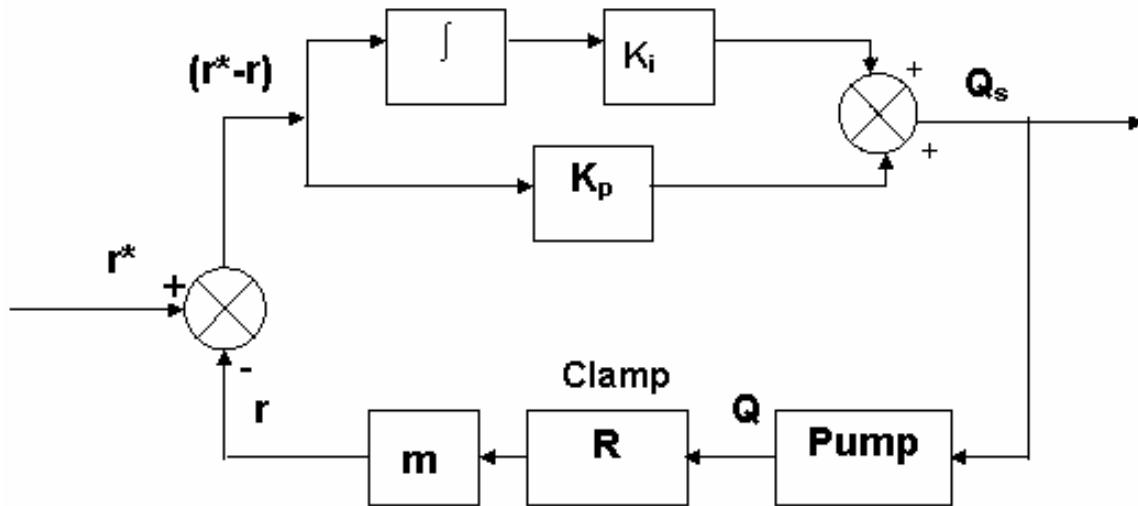 ∫
Kᵢ
(r*-r)
+
Qₛ
+
Kₚ
r*
+
-
r
Clamp
Q
m
R
Pump